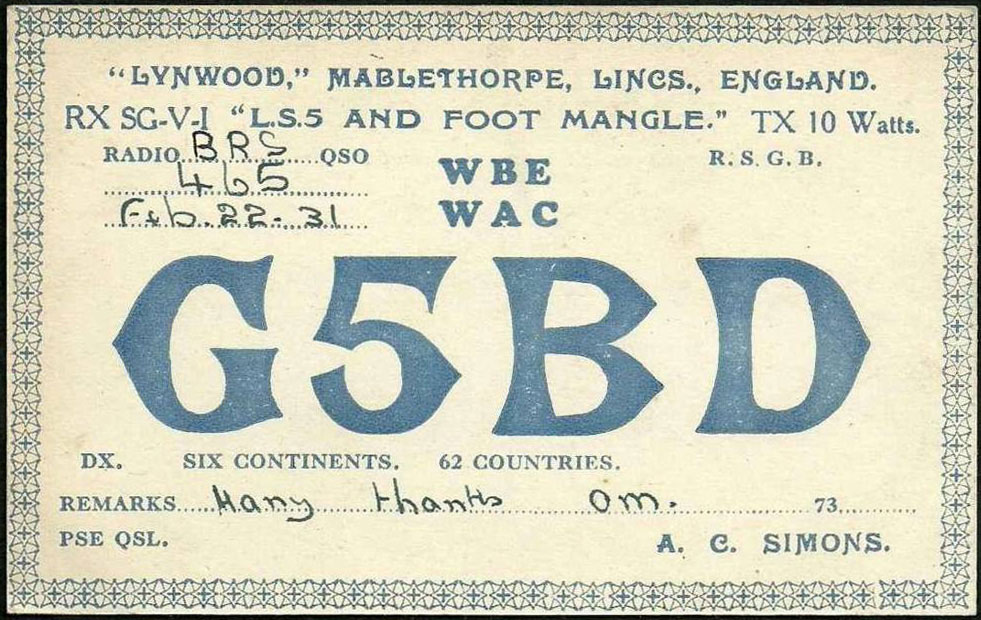 "LYNWOOD," MABLETHORPE, LINCS., ENGLAND.
RX SG-V-I "L.S.5 AND FOOT MANGLE." TX 10 Watts.
RADIO BRS QSO
465
Feb. 22. 31
WBE
WAC
R. S. G. B.
G5BD
DX. SIX CONTINENTS. 62 COUNTRIES.
REMARKS Many thanks OM. 73
PSE QSL. A. C. SIMONS.